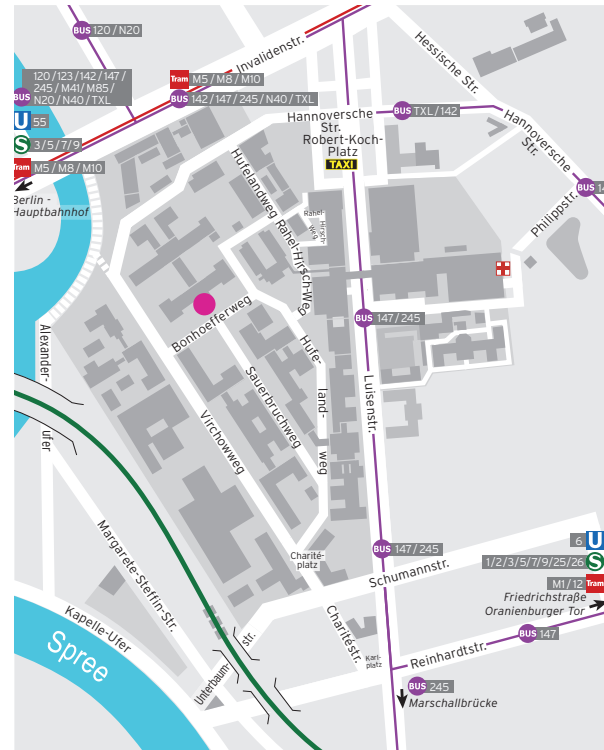 BUS 120 / N20
Invalidenstr.
Hessische Str.
120 / 123 / 142 / 147 /
245 / M41 / M85 /
BUS N20 / N40 / TXL
Tram M5 / M8 / M10
BUS 142 / 147 / 245 / N40 / TXL
U 55
S 3 / 5 / 7 / 9
Tram M5 / M8 / M10
Berlin -
Hauptbahnhof
BUS TXL / 142
Hannoversche
Str.
Robert-Koch-
Platz
TAXI
Hannoversche
Str.
BUS
Philippstr.
Hufelandweg
Rahel-Hirsch-Weg
Rahel-
Hirsch-
Weg
Bonhoefferweg
BUS 147 / 245
Alexander-
ufer
Hufe-
land-
weg
Sauerbruchweg
Luisenstr.
Virchowweg
BUS 147 / 245
6 U
1/2/3/5/7/9/25/26 S
M1 / 12 Tram
Friedrichstraße
Oranienburger Tor
Charité-
platz
Schumannstr.
Margarete-Steffin-Str.
Kapelle-Ufer
Spree
Charitéstr.
Unterbaum-
str.
Karl-
platz
Reinhardtstr.
BUS 147
BUS 245
Marschallbrücke